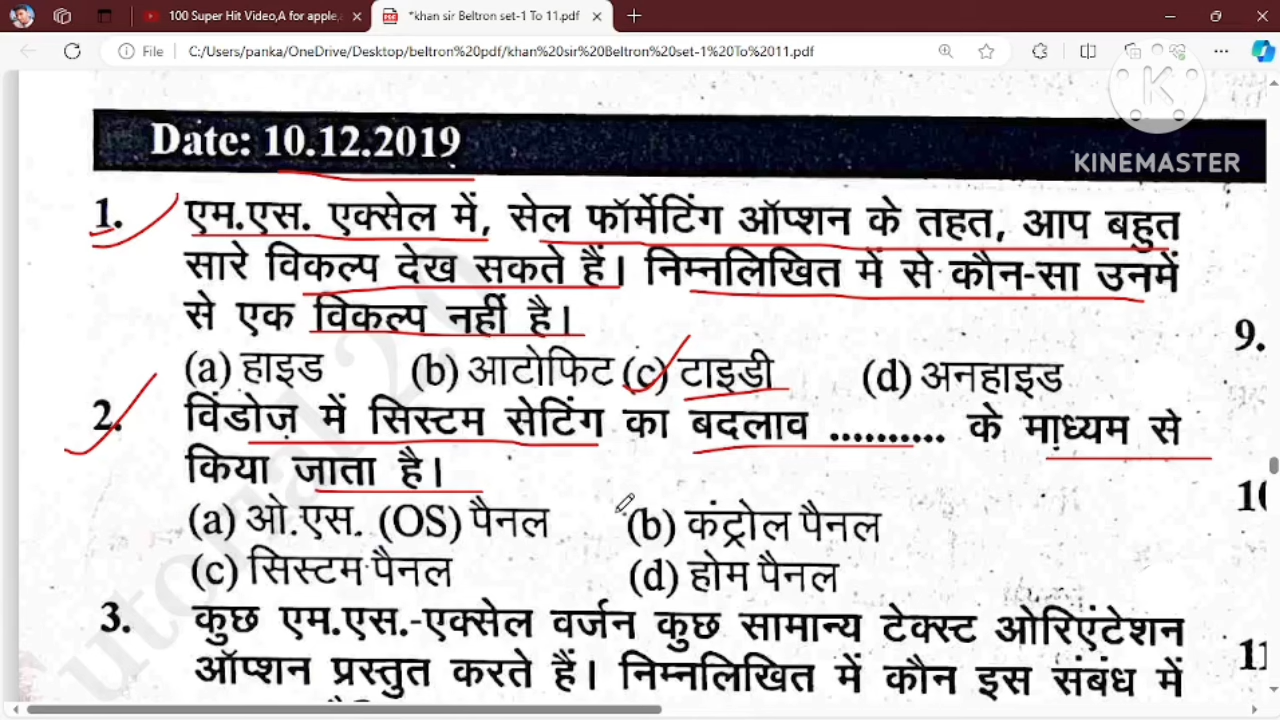 100 Super Hit Video,A for apple,a
*khan sir Beltron set-1 To 11.pdf
File C:/Users/panka/OneDrive/Desktop/beltron%20pdf/khan%20sir%20Beltron%20set-1%20To%2011.pdf
K
KINEMASTER
Date: 10.12.2019
1. एम.एस. एक्सेल में, सेल फॉर्मेटिंग ऑप्शन के तहत, आप बहुत
सारे विकल्प देख सकते हैं। निम्नलिखित में से कौन-सा उनमें
से एक विकल्प नहीं है।
(a) हाइड (b) आटोफिट (c) टाइडी (d) अनहाइड
2. विंडोज़ में सिस्टम सेटिंग का बदलाव .......... के माध्यम से
किया जाता है।
(a) ओ.एस. (OS) पैनल (b) कंट्रोल पैनल
(c) सिस्टम पैनल (d) होम पैनल
3. कुछ एम.एस.-एक्सेल वर्जन कुछ सामान्य टेक्स्ट ओरिएंटेशन
ऑप्शन प्रस्तुत करते हैं। निम्नलिखित में कौन इस संबंध में
9.
utorial 20